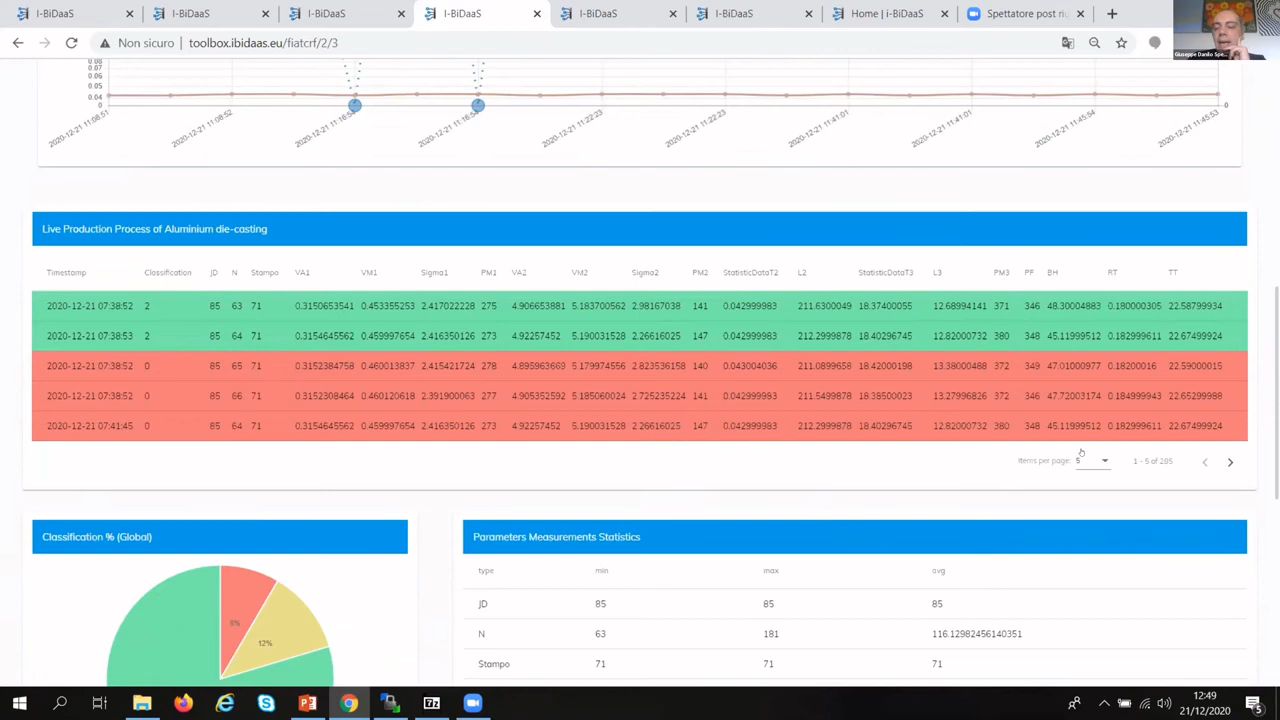 I-BiDaaS I-BiDaaS I-BiDaaS I-BiDaaS I-BiDaaS I-BiDaaS Home | i-BiDaaS Spettatore post riu
Giuseppe Danilo Spe...
Non sicuro toolbox.ibidaas.eu/fiatcrf/2/3
0.08
0.07
0.06
0.04
0 0
2020-12-21 11:08:51 2020-12-21 11:08:52 2020-12-21 11:22:23 2020-12-21 11:22:23 2020-12-21 11:41:01 2020-12-21 11:41:01 2020-12-21 11:45:54 2020-12-21 11:45:53
Live Production Process of Aluminium die-casting
Timestamp Classification JD N Stampo VA1 VM1 Sigma1 PM1 VA2 VM2 Sigma2 PM2 StatisticDataT2 L2 StatisticDataT3 L3 PM3 PF BH RT TT
2020-12-21 07:38:52 2 85 63 71 0.3150653541 0.453355253 2.417022228 275 4.906653881 5.183700562 2.98167038 141 0.042999983 211.6300049 18.37400055 12.68994141 371 346 48.30004883 0.180000305 22.58799934
2020-12-21 07:38:53 2 85 64 71 0.3154645562 0.459997654 2.416350126 273 4.92257452 5.190031528 2.26616025 147 0.042999983 212.2999878 18.40296745 12.82000732 380 348 45.11999512 0.182999611 22.67499924
2020-12-21 07:38:52 0 85 65 71 0.3152384758 0.460013837 2.415421724 278 4.895963669 5.179974556 2.823536158 140 0.043004036 211.0899658 18.42000198 13.38000488 372 349 47.01000977 0.18200016 22.59000015
2020-12-21 07:38:52 0 85 66 71 0.3152308464 0.460120618 2.391900063 277 4.905352592 5.185060024 2.725235224 141 0.042999983 211.5499878 18.38500023 13.27996826 372 346 47.72003174 0.184999943 22.65299988
2020-12-21 07:41:45 0 85 64 71 0.3154645562 0.459997654 2.416350126 273 4.92257452 5.190031528 2.26616025 147 0.042999983 212.2999878 18.40296745 12.82000732 380 348 45.11999512 0.182999611 22.67499924
Items per page: 5 1 - 5 of 285
Classification % (Global)
8%
12%
Parameters Measurements Statistics
type min max avg
JD 85 85 85
N 63 181 116.12982456140351
Stampo 71 71 71
12:49
21/12/2020
5